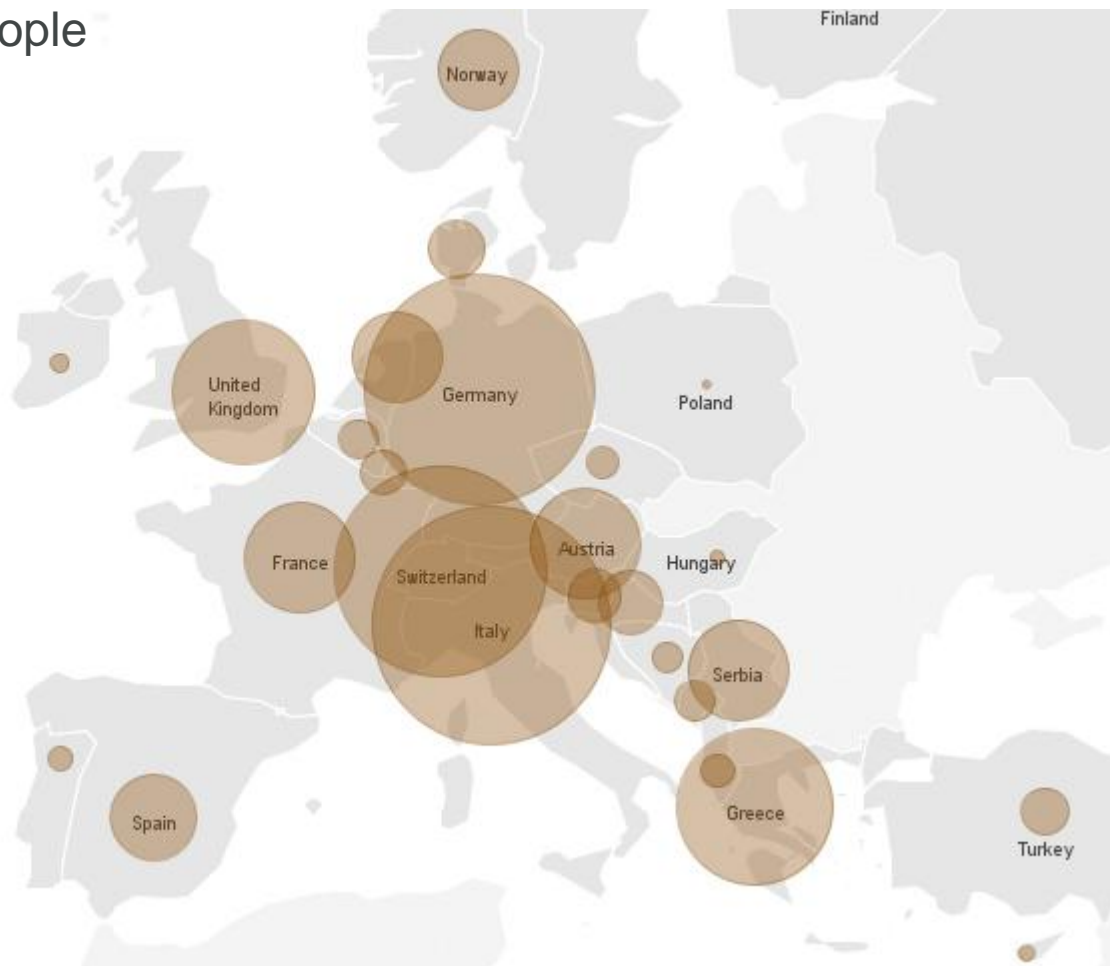 ople
Finland
Norway
United
Kingdom
Germany
Poland
Austria
France
Hungary
Switzerland
Italy
Serbia
Spain
Greece
Turkey